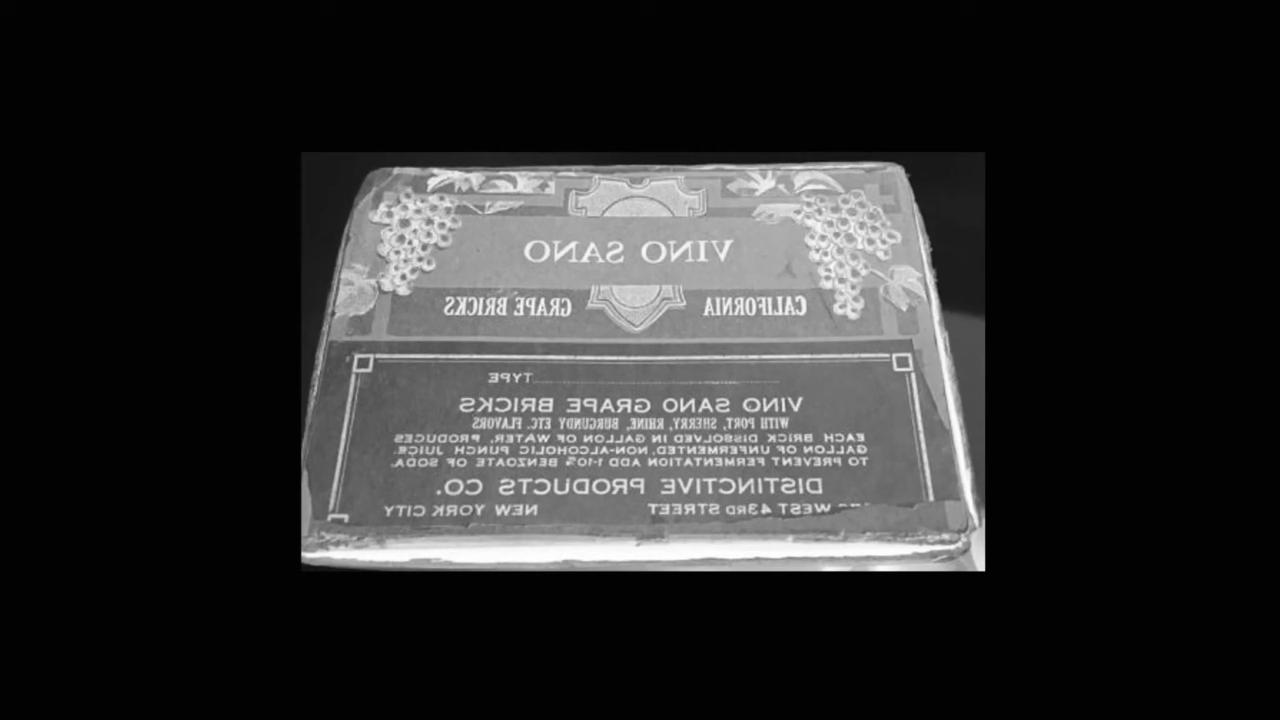 VINO SANO
CALIFORNIA GRAPE BRICKS
TYPE
VINO SANO GRAPE BRICKS
WITH PORT, SHERRY, RHINE, BURGUNDY ETC. FLAVORS
EACH BRICK DISSOLVED IN GALLON OF WATER, PRODUCES
GALLON OF UNFERMENTED, NON-ALCOHOLIC PUNCH JUICE.
TO PREVENT FERMENTATION ADD 1-10% BENZOATE OF SODA.
DISTINCTIVE PRODUCTS CO.
WEST 43RD STREET NEW YORK CITY